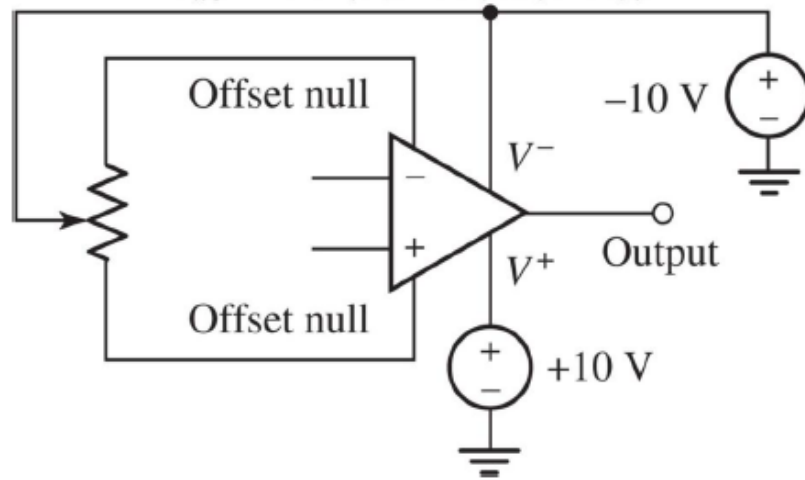 Offset null
−10 V
+
−
V−
−
+
Output
V+
Offset null
+
−
+10 V